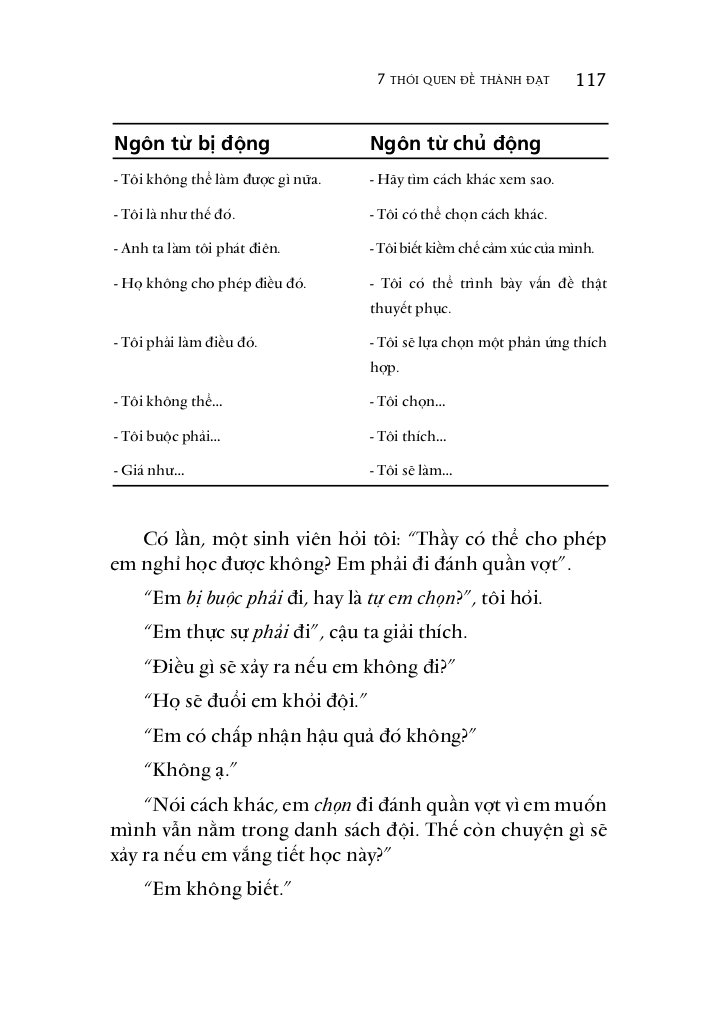 7 THÓI QUEN ĐỂ THÀNH ĐẠT 117
Ngôn từ bị động Ngôn từ chủ động
- Tôi không thể làm được gì nữa. - Hãy tìm cách khác xem sao.
- Tôi là như thế đó. - Tôi có thể chọn cách khác.
- Anh ta làm tôi phát điên. - Tôi biết kiềm chế cảm xúc của mình.
- Họ không cho phép điều đó. - Tôi có thể trình bày vấn đề thật
thuyết phục.
- Tôi phải làm điều đó. - Tôi sẽ lựa chọn một phản ứng thích
hợp.
- Tôi không thể... - Tôi chọn...
- Tôi buộc phải... - Tôi thích...
- Giá như... - Tôi sẽ làm...
Có lần, một sinh viên hỏi tôi: “Thầy có thể cho phép
em nghỉ học được không? Em phải đi đánh quần vợt”.
“Em bị buộc phải đi, hay là tự em chọn?”, tôi hỏi.
“Em thực sự phải đi”, cậu ta giải thích.
“Điều gì sẽ xảy ra nếu em không đi?”
“Họ sẽ đuổi em khỏi đội.”
“Em có chấp nhận hậu quả đó không?”
“Không ạ.”
“Nói cách khác, em chọn đi đánh quần vợt vì em muốn
mình vẫn nằm trong danh sách đội. Thế còn chuyện gì sẽ
xảy ra nếu em vắng tiết học này?”
“Em không biết.”